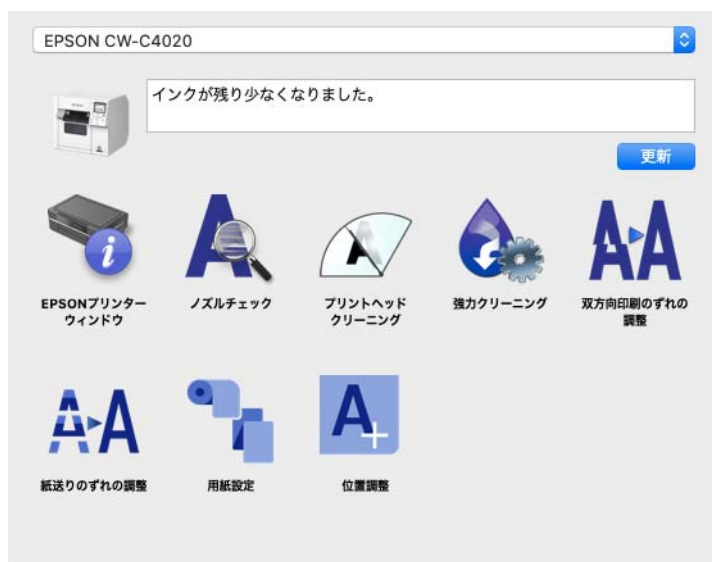 EPSON CW-C4020
インクが残り少なくなりました。
更新
EPSONプリンター
ウィンドウ
ノズルチェック
プリントヘッド
クリーニング
強力クリーニング
双方向印刷のずれの
調整
紙送りのずれの調整
用紙設定
位置調整